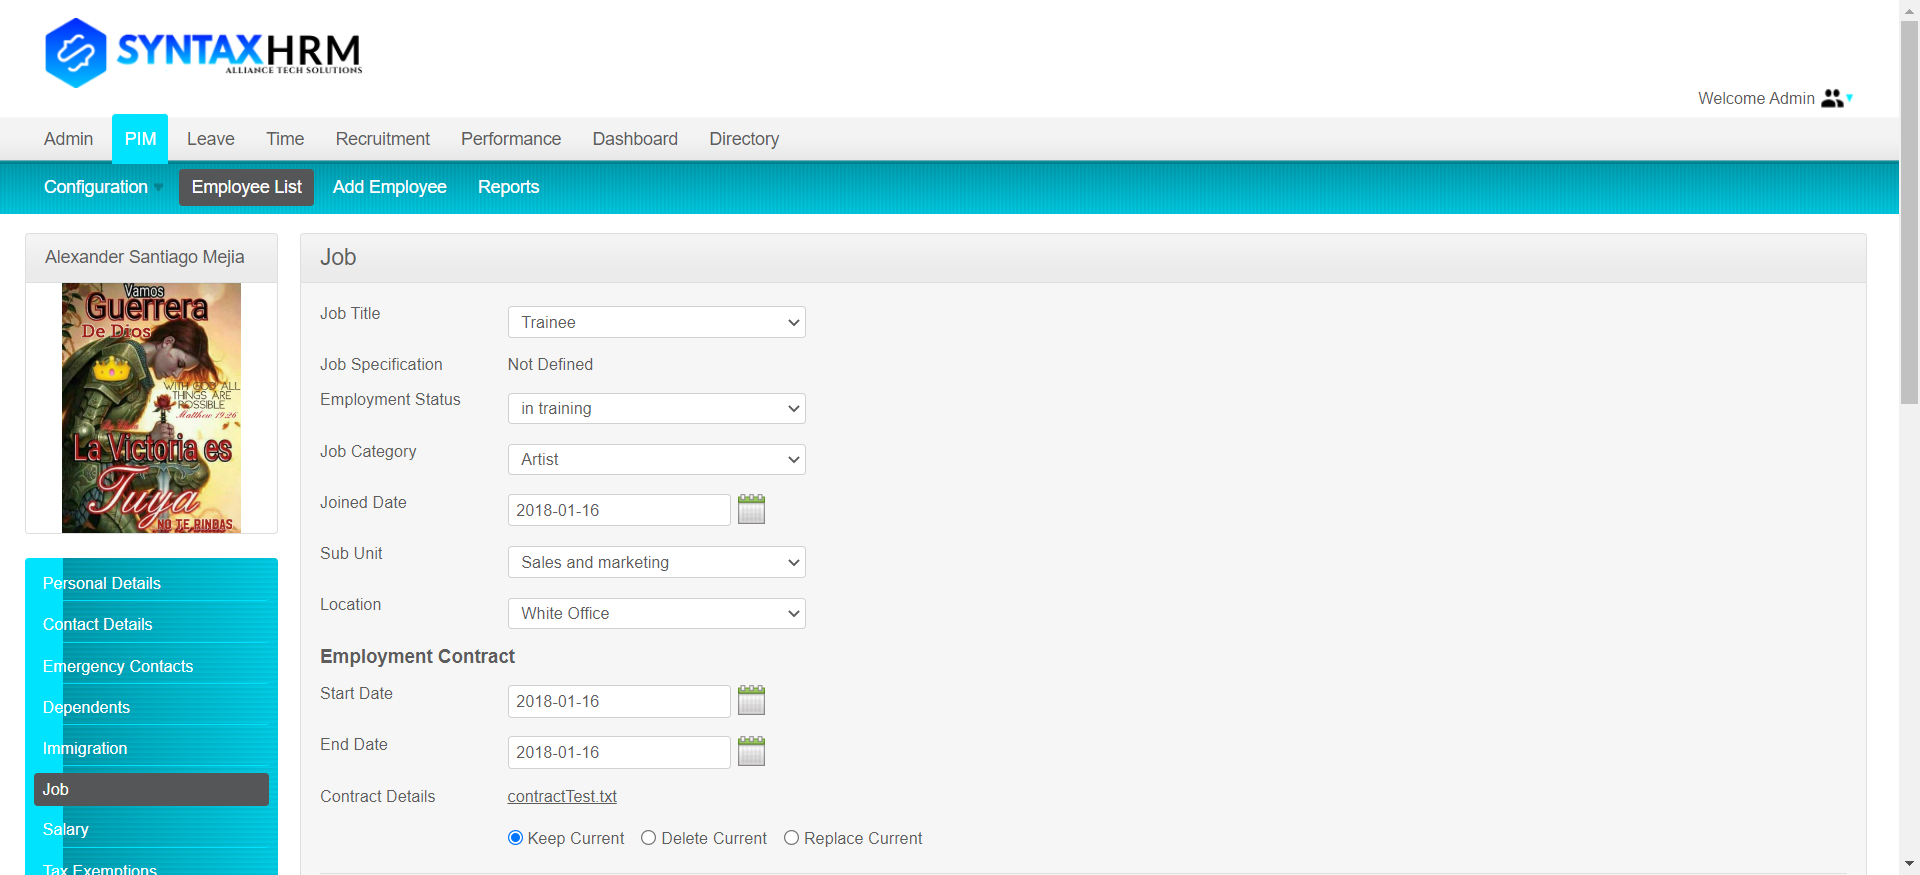 SYNTAXHRM
ALLIANCE TECH SOLUTIONS
Welcome Admin
Admin PIM Leave Time Recruitment Performance Dashboard Directory
Configuration Employee List Add Employee Reports
Alexander Santiago Mejia
Vamos
Guerrera
De Dios
WITH GOD ALL
THINGS ARE
POSSIBLE
Matthew 19:26
La Victoria es
Tuya
NO TE RINDAS
Personal Details
Contact Details
Emergency Contacts
Dependents
Immigration
Job
Salary
Tax Exemptions
Job
Job Title Trainee
Job Specification Not Defined
Employment Status in training
Job Category Artist
Joined Date 2018-01-16
Sub Unit Sales and marketing
Location White Office
Employment Contract
Start Date 2018-01-16
End Date 2018-01-16
Contract Details contractTest.txt
Keep Current Delete Current Replace Current